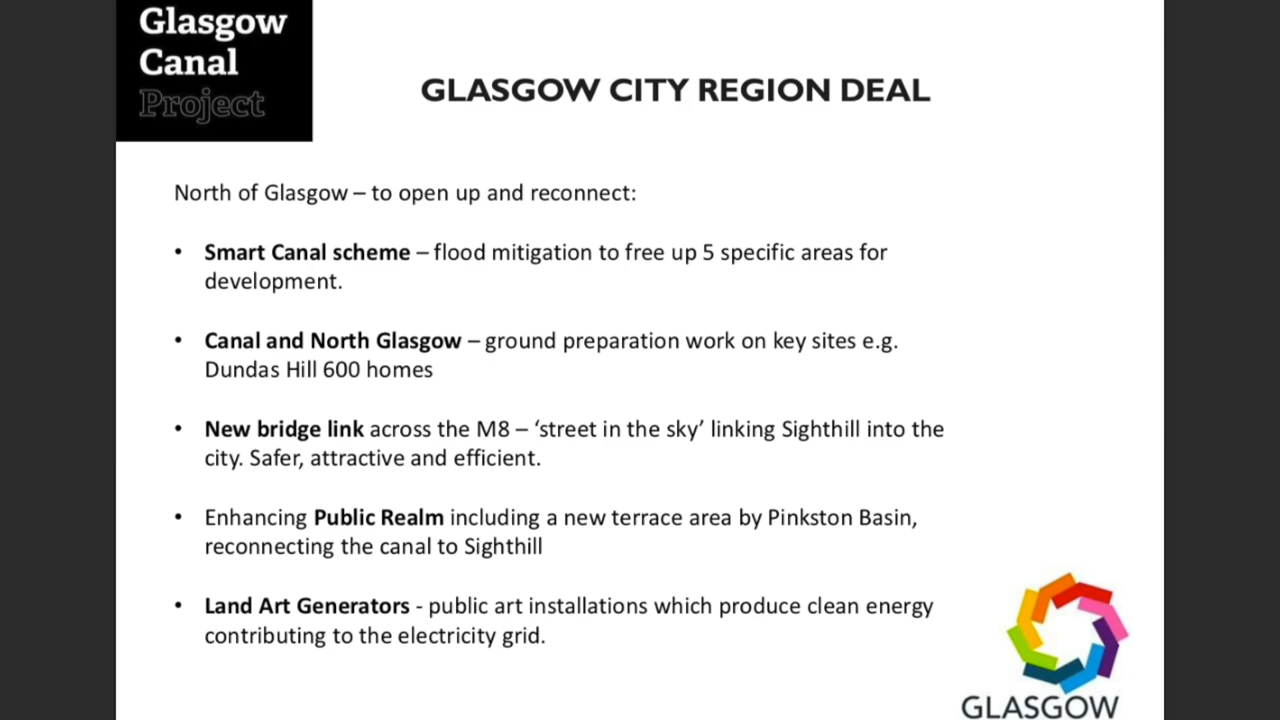 Glasgow
Canal
Project
GLASGOW CITY REGION DEAL
North of Glasgow – to open up and reconnect:
• Smart Canal scheme – flood mitigation to free up 5 specific areas for
development.
• Canal and North Glasgow – ground preparation work on key sites e.g.
Dundas Hill 600 homes
• New bridge link across the M8 – ‘street in the sky’ linking Sighthill into the
city. Safer, attractive and efficient.
• Enhancing Public Realm including a new terrace area by Pinkston Basin,
reconnecting the canal to Sighthill
• Land Art Generators - public art installations which produce clean energy
contributing to the electricity grid.
GLASGOW